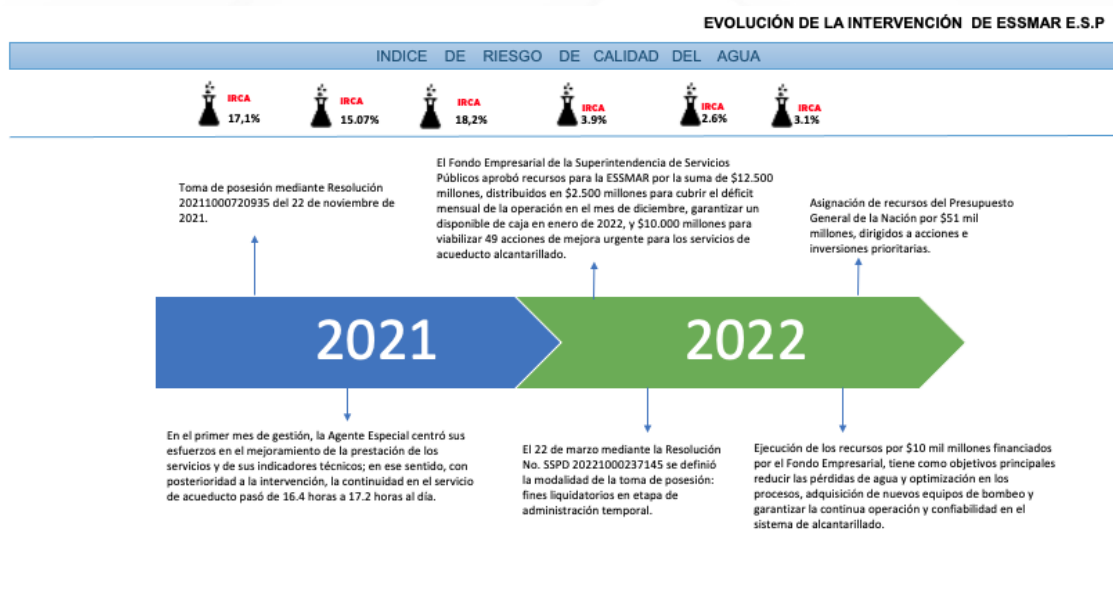 EVOLUCIÓN DE LA INTERVENCIÓN DE ESSMAR E.S.P
INDICE DE RIESGO DE CALIDAD DEL AGUA
IRCA
17,1%
IRCA
15.07%
IRCA
18,2%
IRCA
3.9%
IRCA
2.6%
IRCA
3.1%
Toma de posesión mediante Resolución
20211000720935 del 22 de noviembre de
2021.
El Fondo Empresarial de la Superintendencia de Servicios
Públicos aprobó recursos para la ESSMAR por la suma de $12.500
millones, distribuidos en $2.500 millones para cubrir el déficit
mensual de la operación en el mes de diciembre, garantizar un
disponible de caja en enero de 2022, y $10.000 millones para
viabilizar 49 acciones de mejora urgente para los servicios de
acueducto alcantarillado.
Asignación de recursos del Presupuesto
General de la Nación por $51 mil
millones, dirigidos a acciones e
inversiones prioritarias.
2021
2022
En el primer mes de gestión, la Agente Especial centró sus
esfuerzos en el mejoramiento de la prestación de los
servicios y de sus indicadores técnicos; en ese sentido, con
posterioridad a la intervención, la continuidad en el servicio
de acueducto pasó de 16.4 horas a 17.2 horas al día.
El 22 de marzo mediante la Resolución
No. SSPD 20221000237145 se definió
la modalidad de la toma de posesión:
fines liquidatorios en etapa de
administración temporal.
Ejecución de los recursos por $10 mil millones financiados
por el Fondo Empresarial, tiene como objetivos principales
reducir las pérdidas de agua y optimización en los
procesos, adquisición de nuevos equipos de bombeo y
garantizar la continua operación y confiabilidad en el
sistema de alcantarillado.